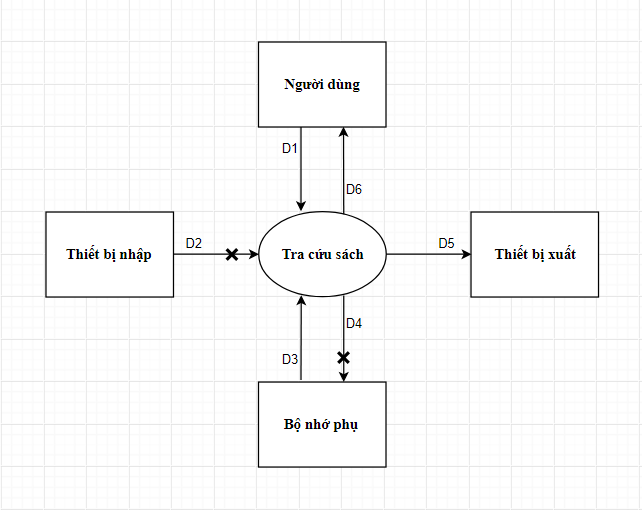 Người dùng
D1
D6
Thiết bị nhập
D2
Tra cứu sách
D5
Thiết bị xuất
D4
D3
Bộ nhớ phụ